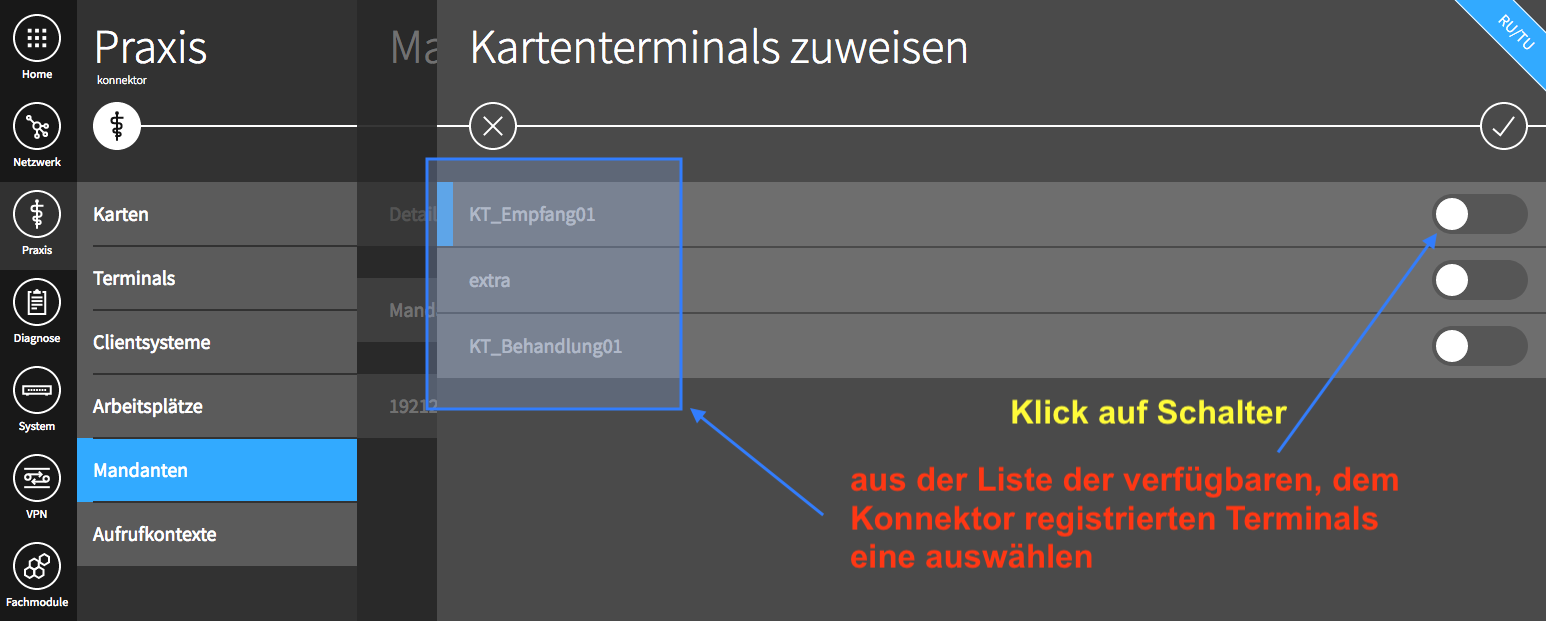 Home
Netzwerk
Praxis
Diagnose
System
VPN
Fachmodule
Praxis
konnektor
Karten
Terminals
Clientsysteme
Arbeitsplätze
Mandanten
Aufrufkontexte
Ma
Detail
Mand
19212
Kartenterminals zuweisen
RU/TU
KT_Empfang01
extra
KT_Behandlung01
Klick auf Schalter
aus der Liste der verfügbaren, dem
Konnektor registrierten Terminals
eine auswählen